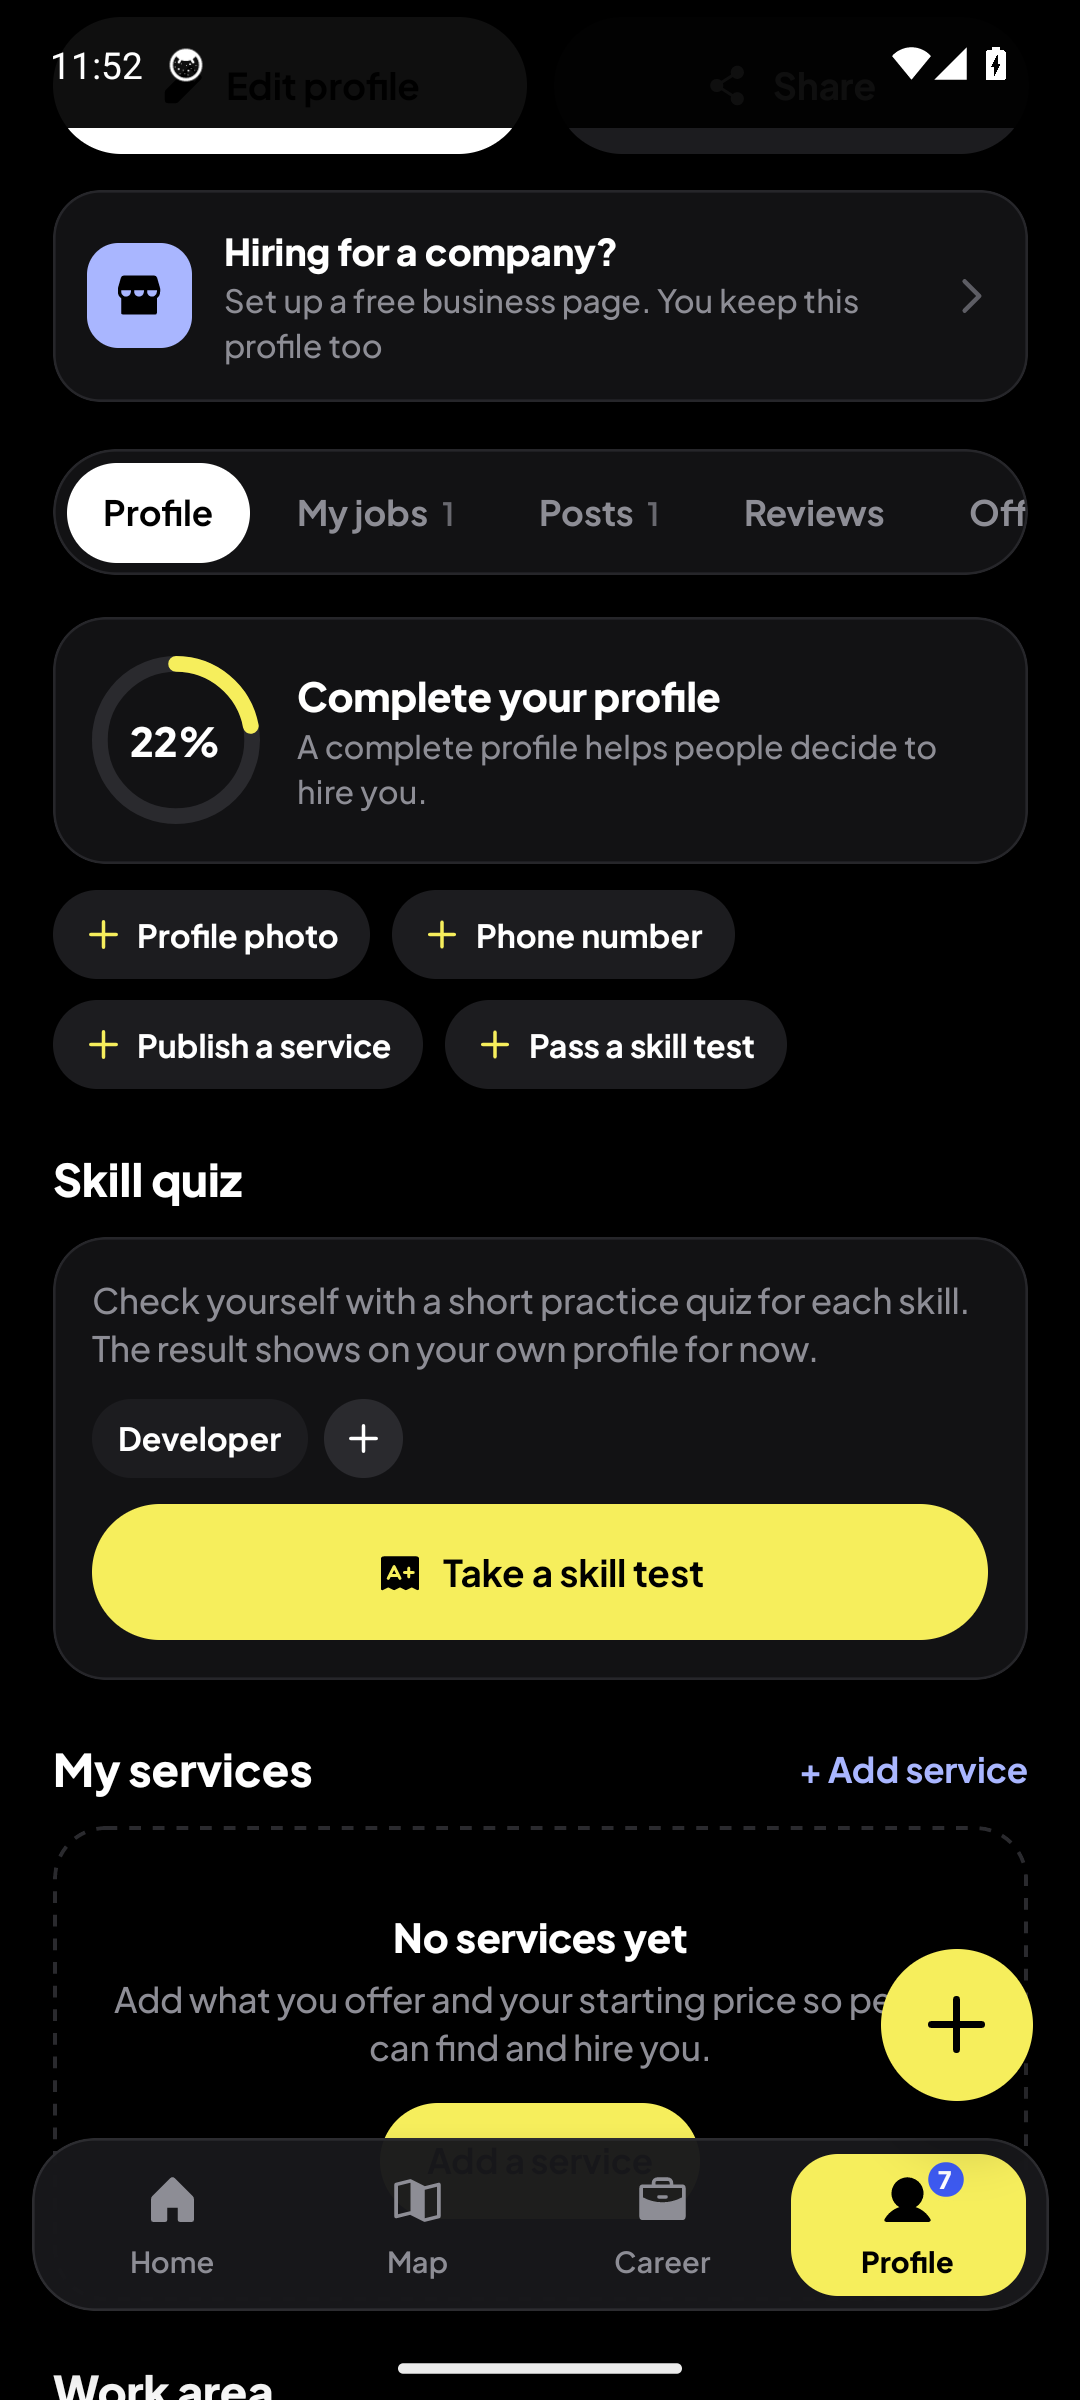 11:52
Edit profile
Share
Hiring for a company?
Set up a free business page. You keep this
profile too
Profile
My jobs 1
Posts 1
Reviews
Off
22%
Complete your profile
A complete profile helps people decide to
hire you.
Profile photo
Phone number
Publish a service
Pass a skill test
Skill quiz
Check yourself with a short practice quiz for each skill.
The result shows on your own profile for now.
Developer
A+ Take a skill test
My services
+ Add service
No services yet
Add what you offer and your starting price so pe
can find and hire you.
Add a service
7
Home
Map
Career
Profile
Work area